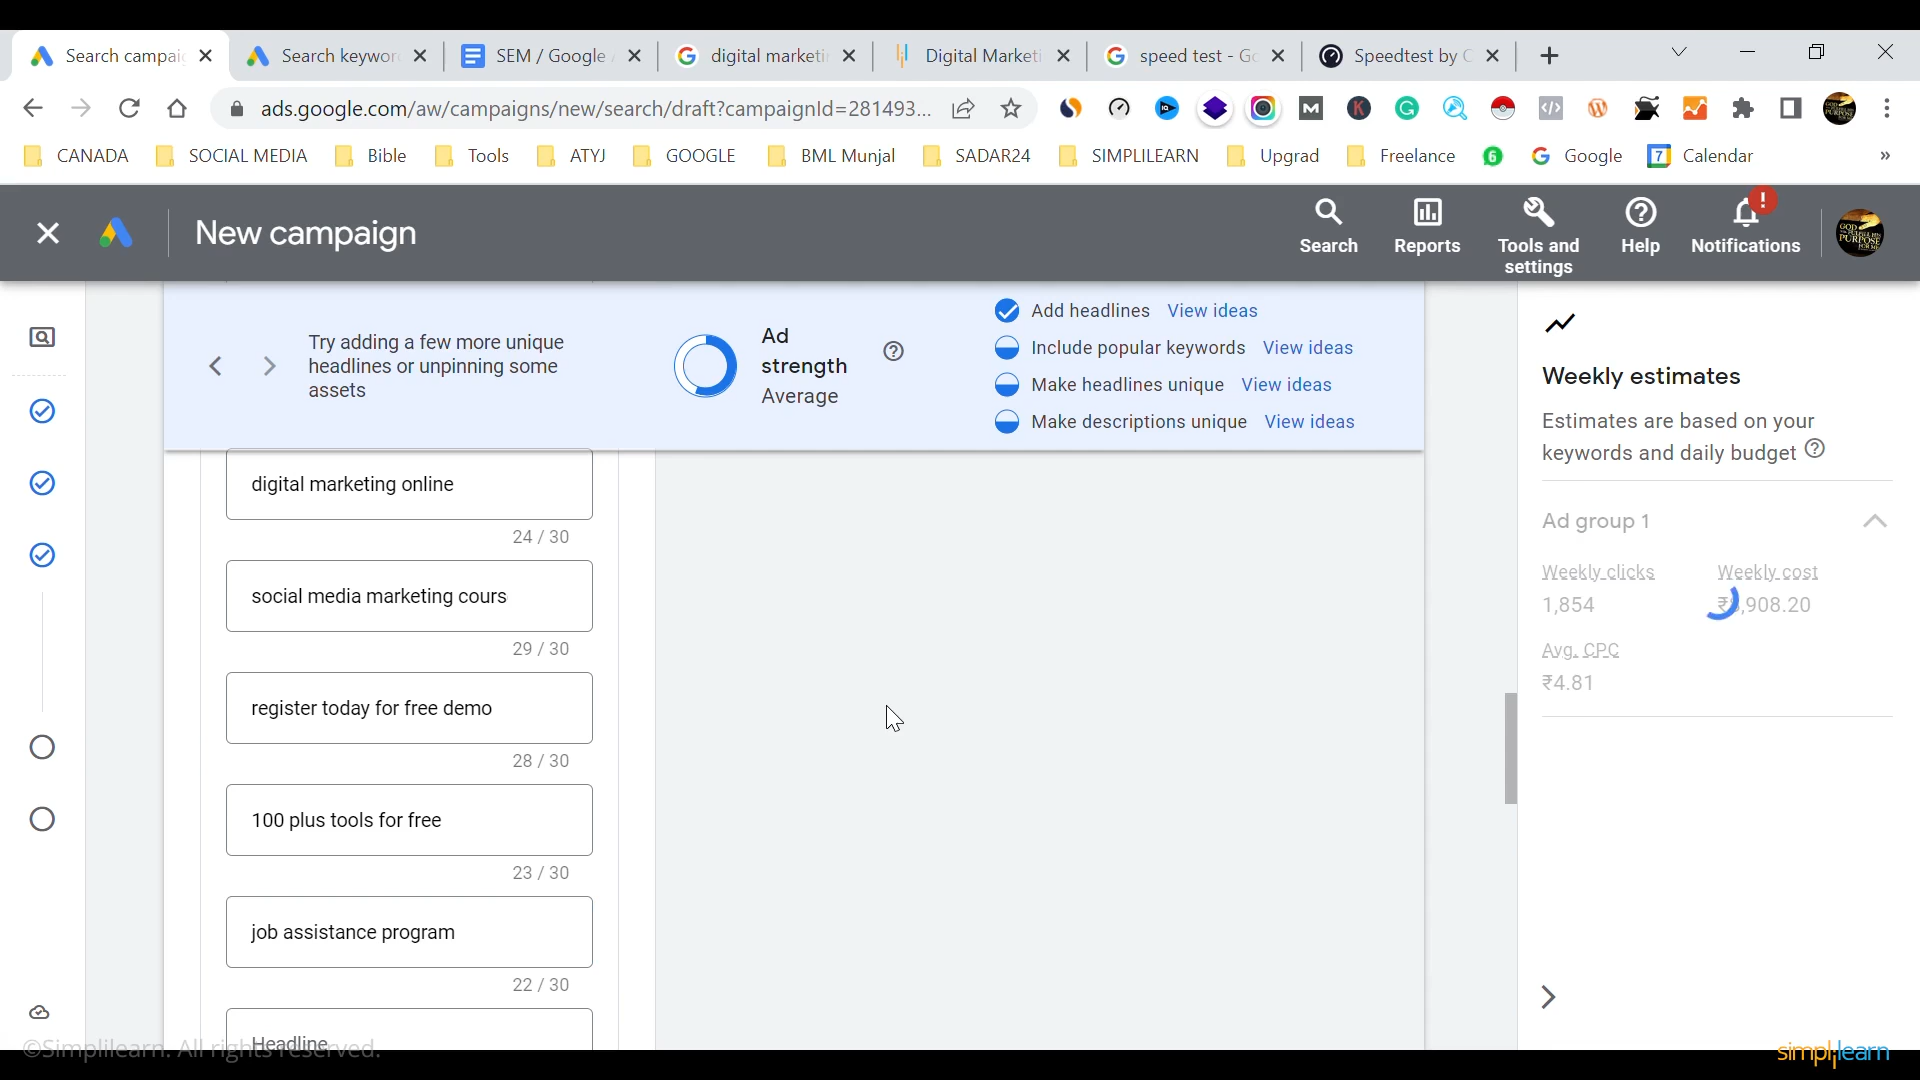 Search campaig
Search keywor
SEM / Google
digital marketi
Digital Marketi
speed test - Go
Speedtest by
ads.google.com/aw/campaigns/new/search/draft?campaignId=281493...
CANADA
SOCIAL MEDIA
Bible
Tools
ATYJ
GOOGLE
BML Munjal
SADAR24
SIMPLILEARN
Upgrad
Freelance
Google
Calendar
New campaign
Search
Reports
Tools and
settings
Help
Notifications
Try adding a few more unique
headlines or unpinning some
assets
Ad
strength
Average
Add headlines View ideas
Include popular keywords View ideas
Make headlines unique View ideas
Make descriptions unique View ideas
digital marketing online
24 / 30
social media marketing cours
29 / 30
register today for free demo
28 / 30
100 plus tools for free
23 / 30
job assistance program
22 / 30
Headline
Weekly estimates
Estimates are based on your
keywords and daily budget
Ad group 1
Weekly clicks
1,854
Weekly cost
,908.20
Avg. CPC
₹4.81
©Simplilearn. All rights reserved.
simplilearn